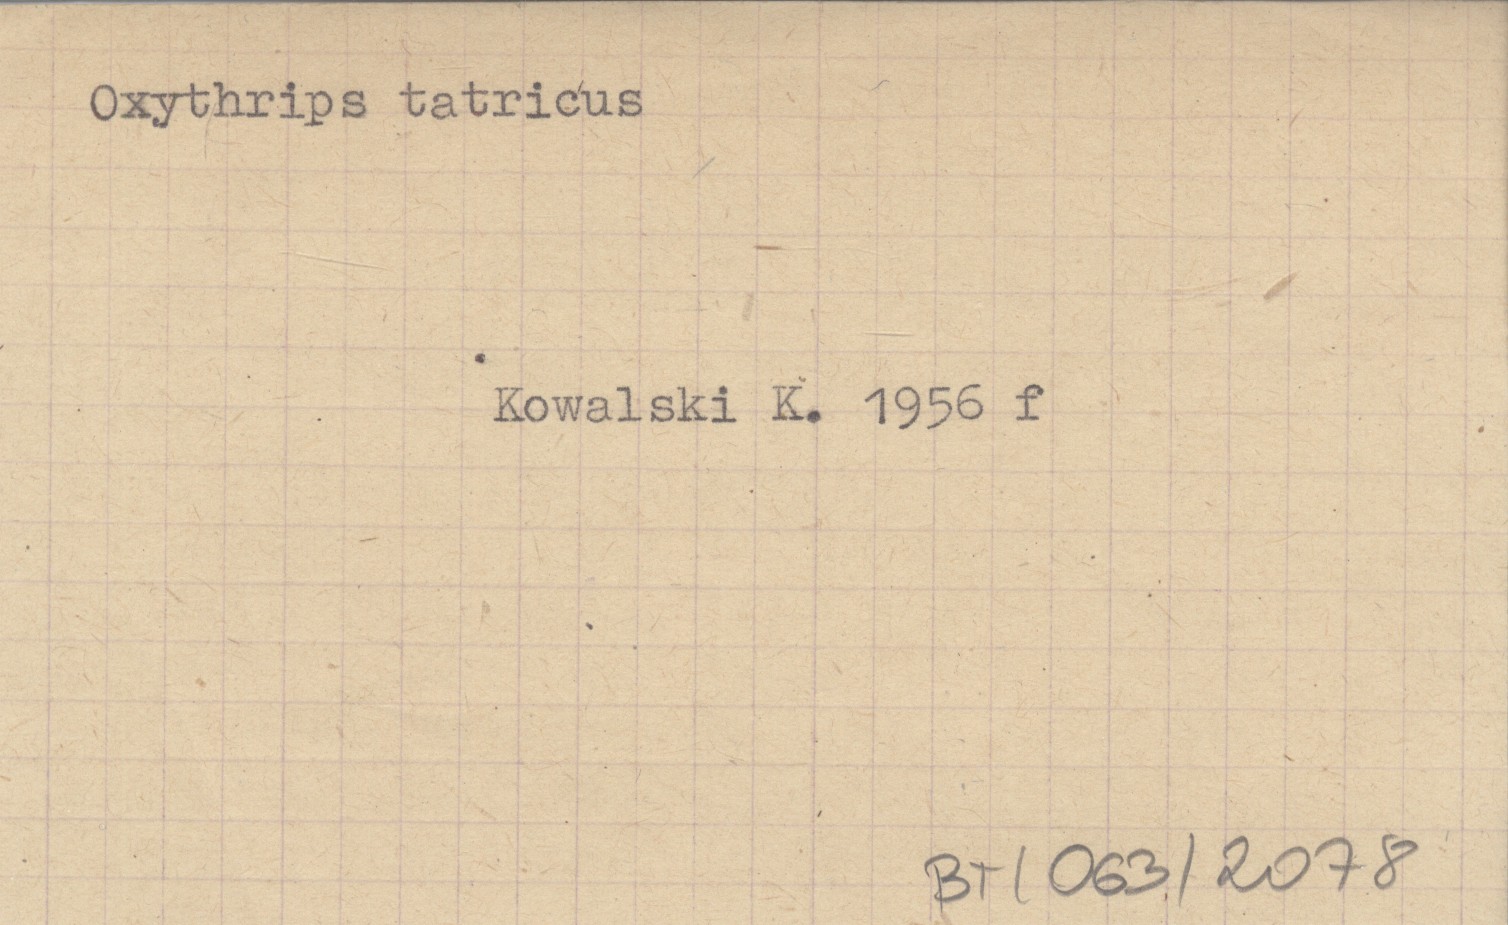 Oxythrips tatricus
Kowalski K. 1956 f
BT/063/2078